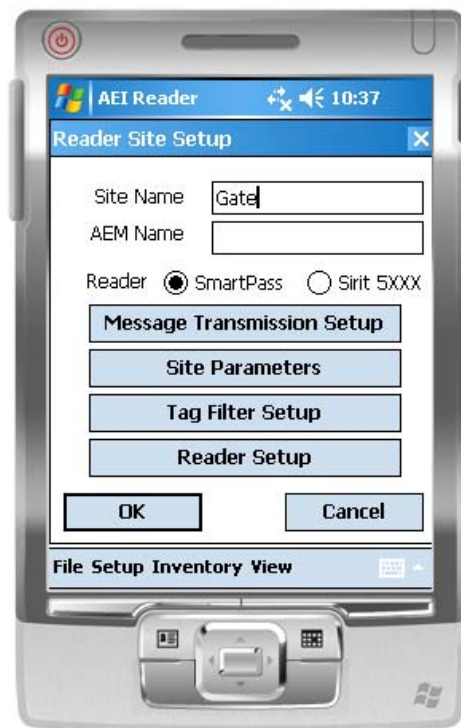 AEI Reader 10:37
Reader Site Setup
Site Name Gate
AEM Name
Reader SmartPass Sirit 5XXX
Message Transmission Setup
Site Parameters
Tag Filter Setup
Reader Setup
OK Cancel
File Setup Inventory View